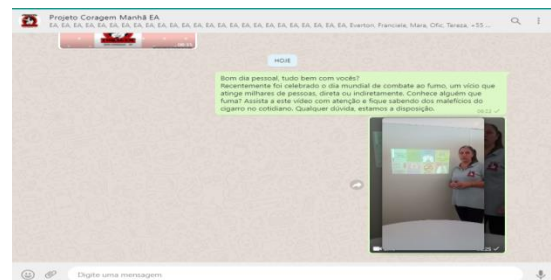 Projeto Coragem Manhã EA
EA, EA, EA, EA, EA, EA, EA, EA, EA, EA, EA, EA, EA, EA, EA, EA, EA, EA, EA, EA, Everton, Franciele, Mara, Ofic, Tereza, +55 ...
HOJE
Bom dia pessoal, tudo bem com vocês?
Recentemente foi celebrado o dia mundial de combate ao fumo, um vício que
atinge milhares de pessoas, direta ou indiretamente. Conhece alguém que
fuma? Assista a este vídeo com atenção e fique sabendo dos malefícios do
cigarro no cotidiano. Qualquer dúvida, estamos a disposição.
Digite uma mensagem